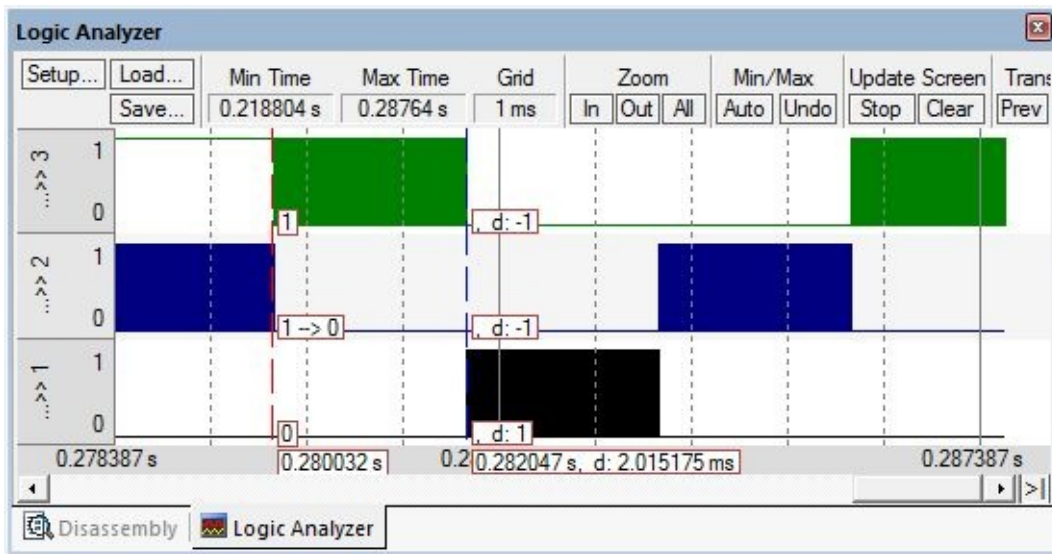 Logic Analyzer
Setup... Load... Min Time Max Time Grid Zoom Min/Max Update Screen Trans
Save... 0.218804 s 0.28764 s 1 ms In Out All Auto Undo Stop Clear Prev
...>> 3 1
0 1 , d: -1
...>> 2 1
0 1 --> 0 , d: -1
...>> 1 1
0 0 , d: 1
0.278387 s 0.280032 s 0.2 0.282047 s, d: 2.015175 ms 0.287387 s
>|
Disassembly Logic Analyzer